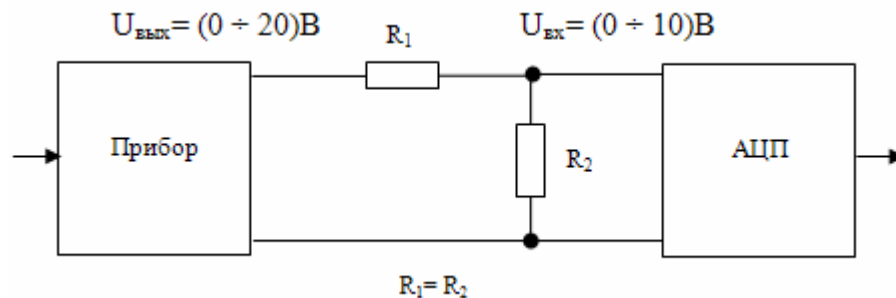 Uвых= (0 ÷ 20)В
Uвх= (0 ÷ 10)В
R1
Прибор
R2
АЦП
R1= R2